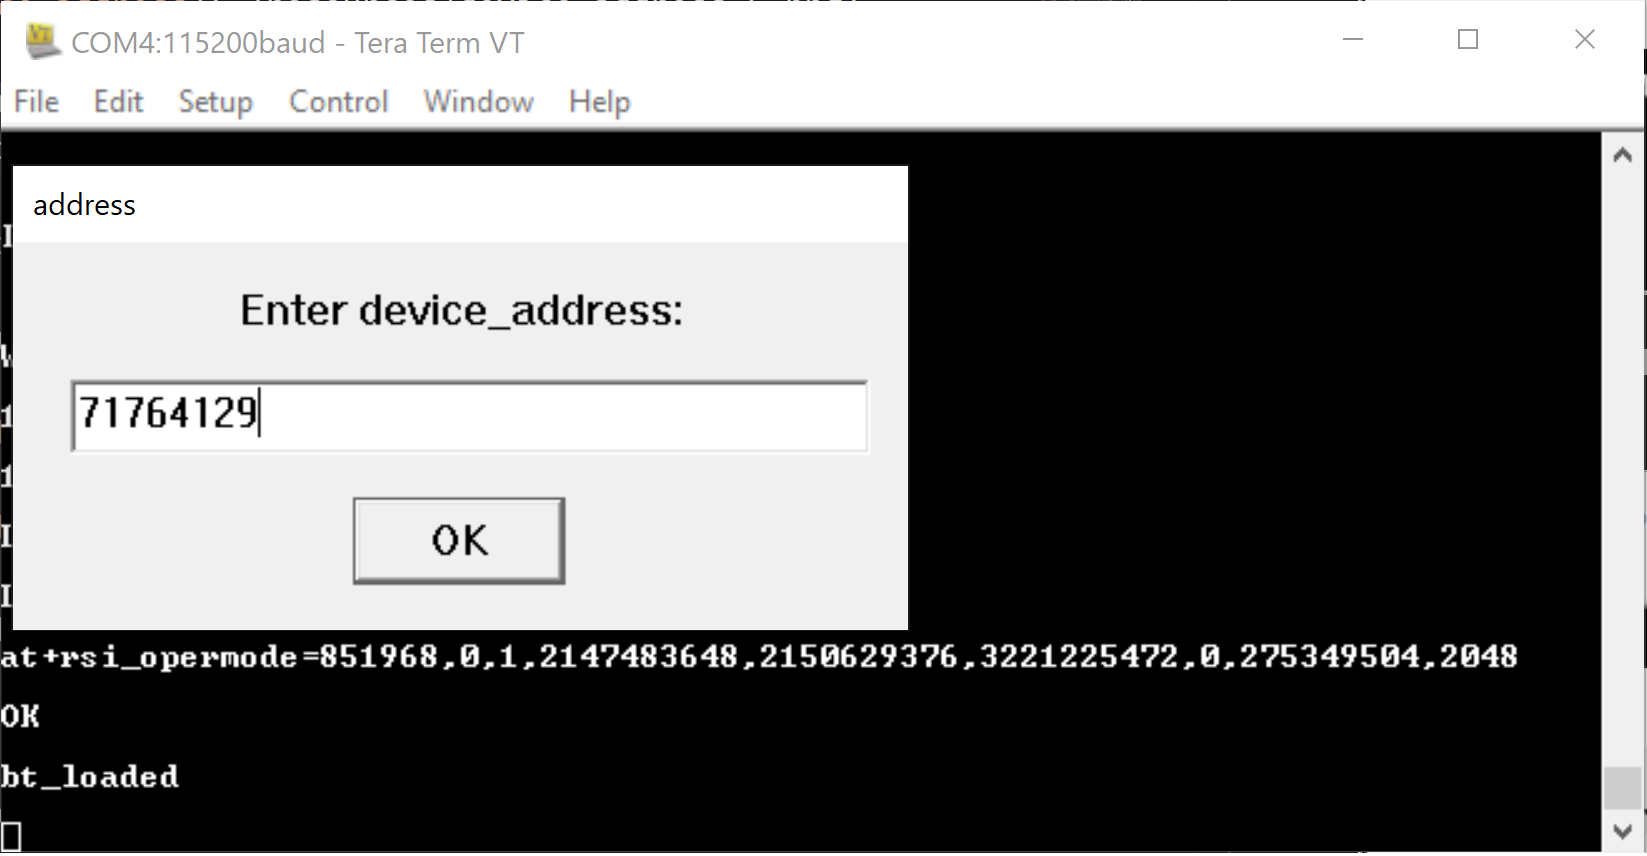 COM4:115200baud - Tera Term VT
File Edit Setup Control Window Help
address
Enter device_address:
71764129
OK
at+rsi_opermode=851968,0,1,2147483648,2150629376,3221225472,0,275349504,2048
OK
bt_loaded